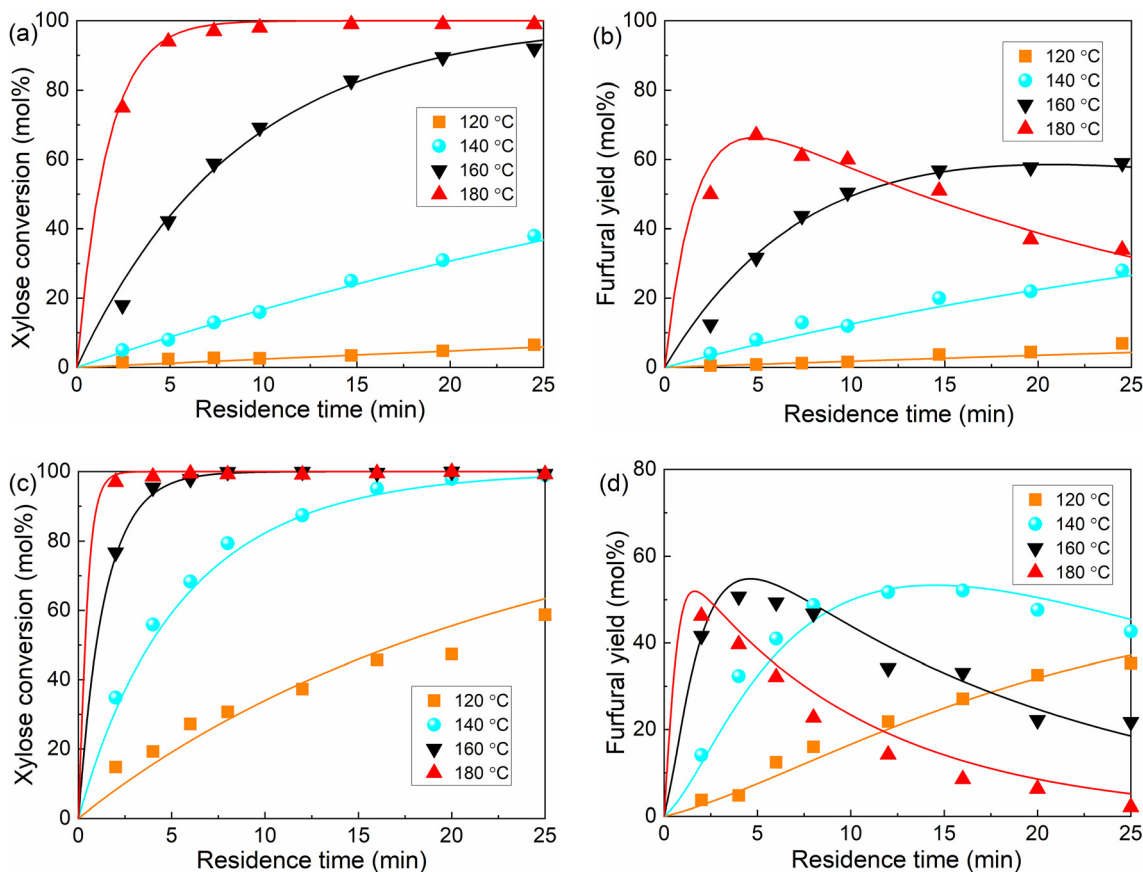 (a)
Xylose conversion (mol%)
100
80
60
40
20
0
120 °C
140 °C
160 °C
180 °C
0 5 10 15 20 25
Residence time (min)
(b)
Furfural yield (mol%)
100
80
60
40
20
0
120 °C
140 °C
160 °C
180 °C
0 5 10 15 20 25
Residence time (min)
(c)
Xylose conversion (mol%)
100
80
60
40
20
0
120 °C
140 °C
160 °C
180 °C
0 5 10 15 20 25
Residence time (min)
(d)
Furfural yield (mol%)
80
60
40
20
0
120 °C
140 °C
160 °C
180 °C
0 5 10 15 20 25
Residence time (min)